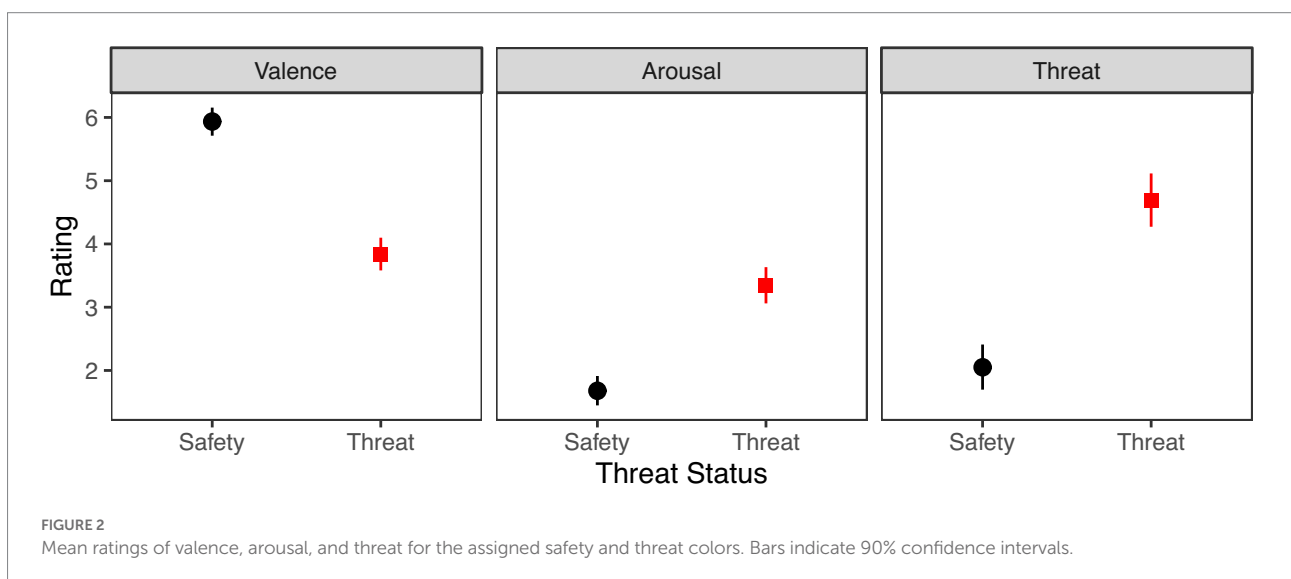 Valence Arousal Threat
6
5
4
3
2
Rating
Safety Threat Safety Threat Safety Threat
Threat Status
FIGURE 2
Mean ratings of valence, arousal, and threat for the assigned safety and threat colors. Bars indicate 90% confidence intervals.